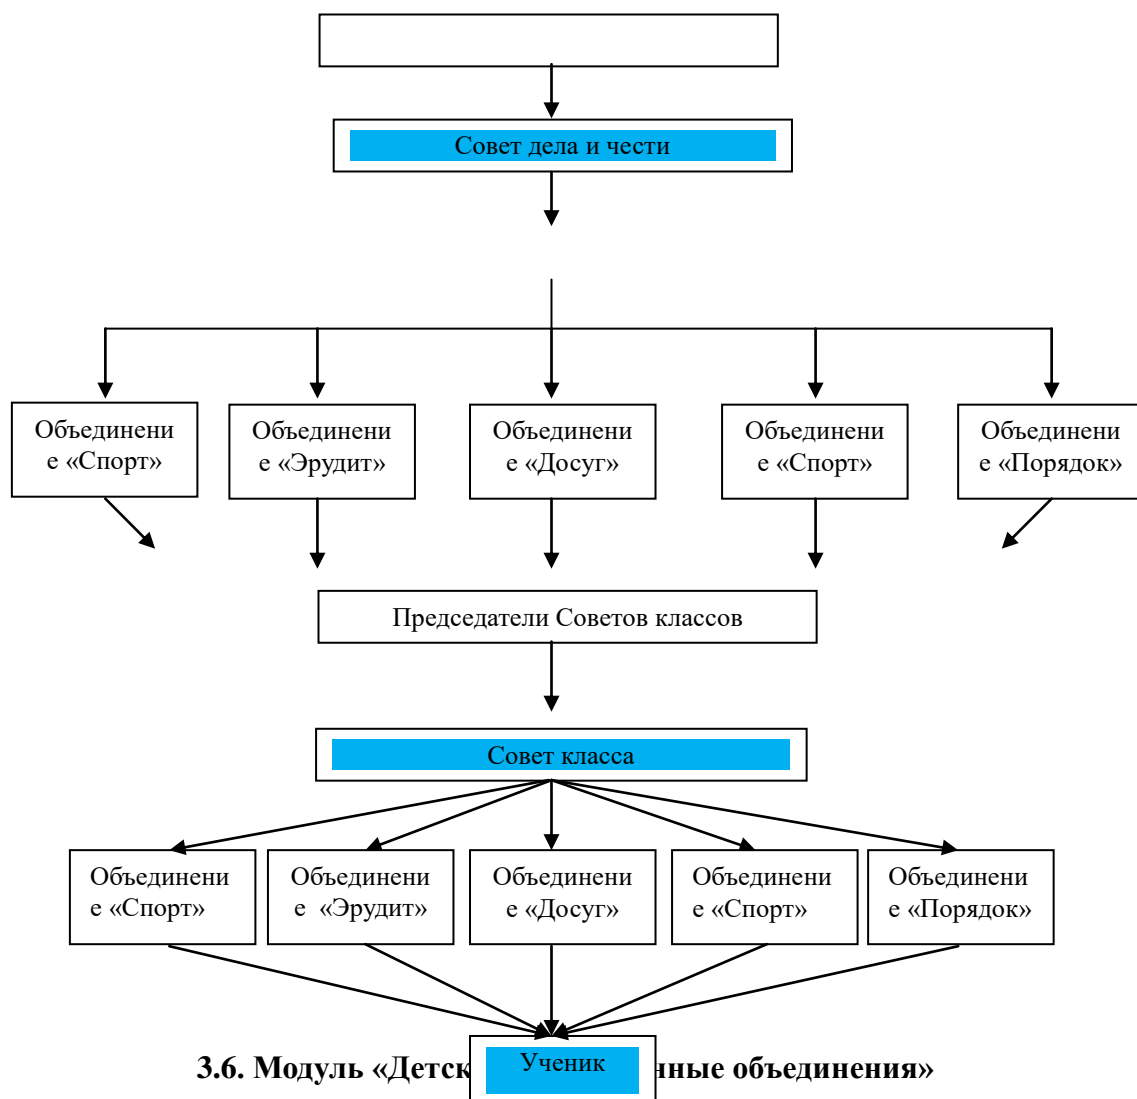 Совет дела и чести
Объединени
е «Спорт»
Объединени
е «Эрудит»
Объединени
е «Досуг»
Объединени
е «Спорт»
Объединени
е «Порядок»
Председатели Советов классов
Совет класса
Объединени
е «Спорт»
Объединени
е «Эрудит»
Объединени
е «Досуг»
Объединени
е «Спорт»
Объединени
е «Порядок»
Ученик
3.6. Модуль «Детск нные объединения»